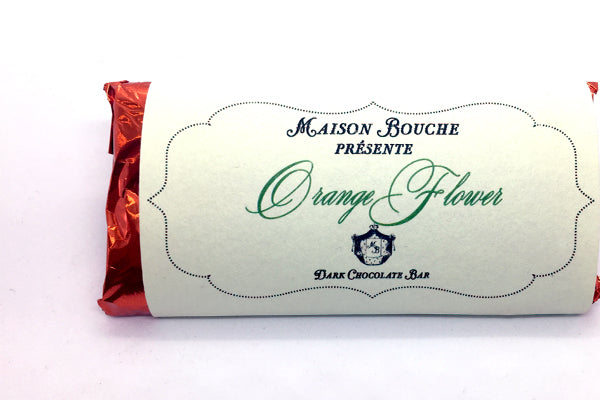 Maison Bouche
présente
Orange Flower
M B
Dark Chocolate Bar